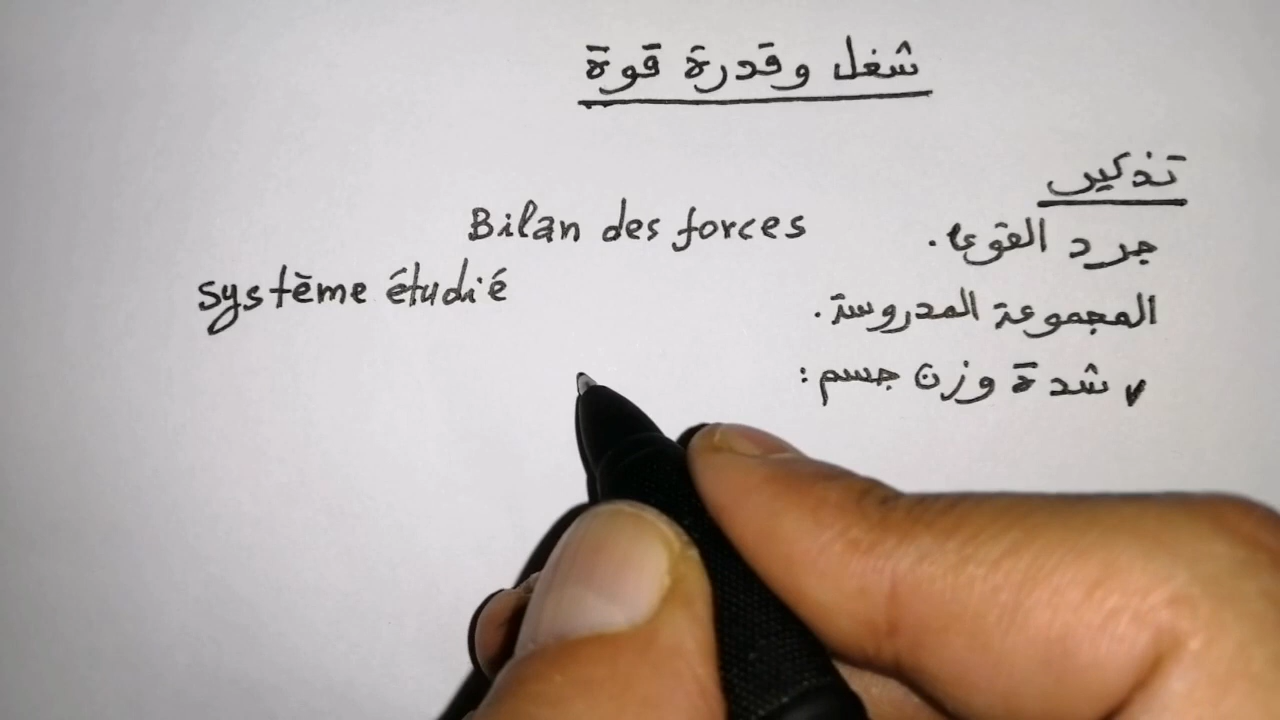 شغل وقدرة قوة
تذكير
جرد القوى. Bilan des forces
المجموعة المدروسة. système étudié
✓ شدة وزن جسم: